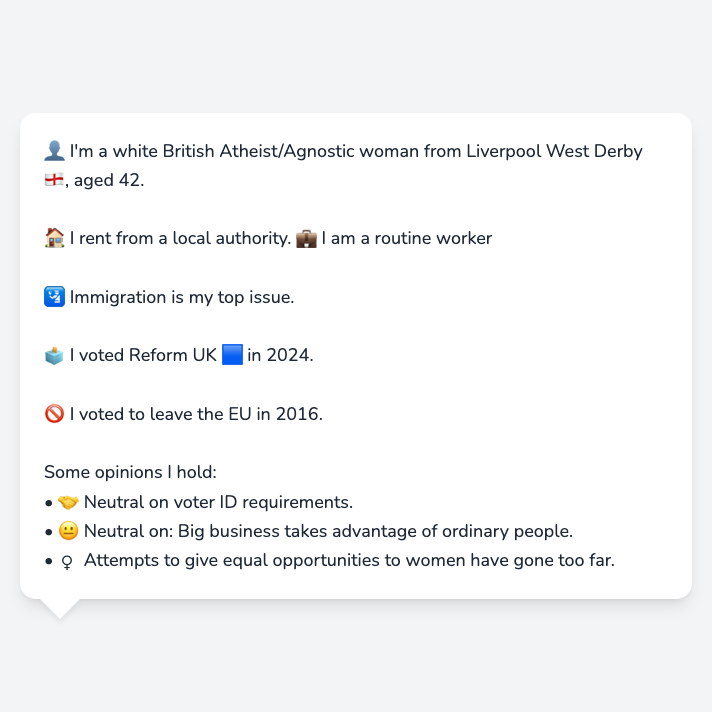 👤 I'm a white British Atheist/Agnostic woman from Liverpool West Derby
🏴󠁧󠁢󠁥󠁮󠁧󠁿, aged 42.
🏠 I rent from a local authority. 💼 I am a routine worker
🛂 Immigration is my top issue.
🗳️ I voted Reform UK 🟦 in 2024.
🚫 I voted to leave the EU in 2016.
Some opinions I hold:
• 🤝 Neutral on voter ID requirements.
• 😐 Neutral on: Big business takes advantage of ordinary people.
• ♀ Attempts to give equal opportunities to women have gone too far.